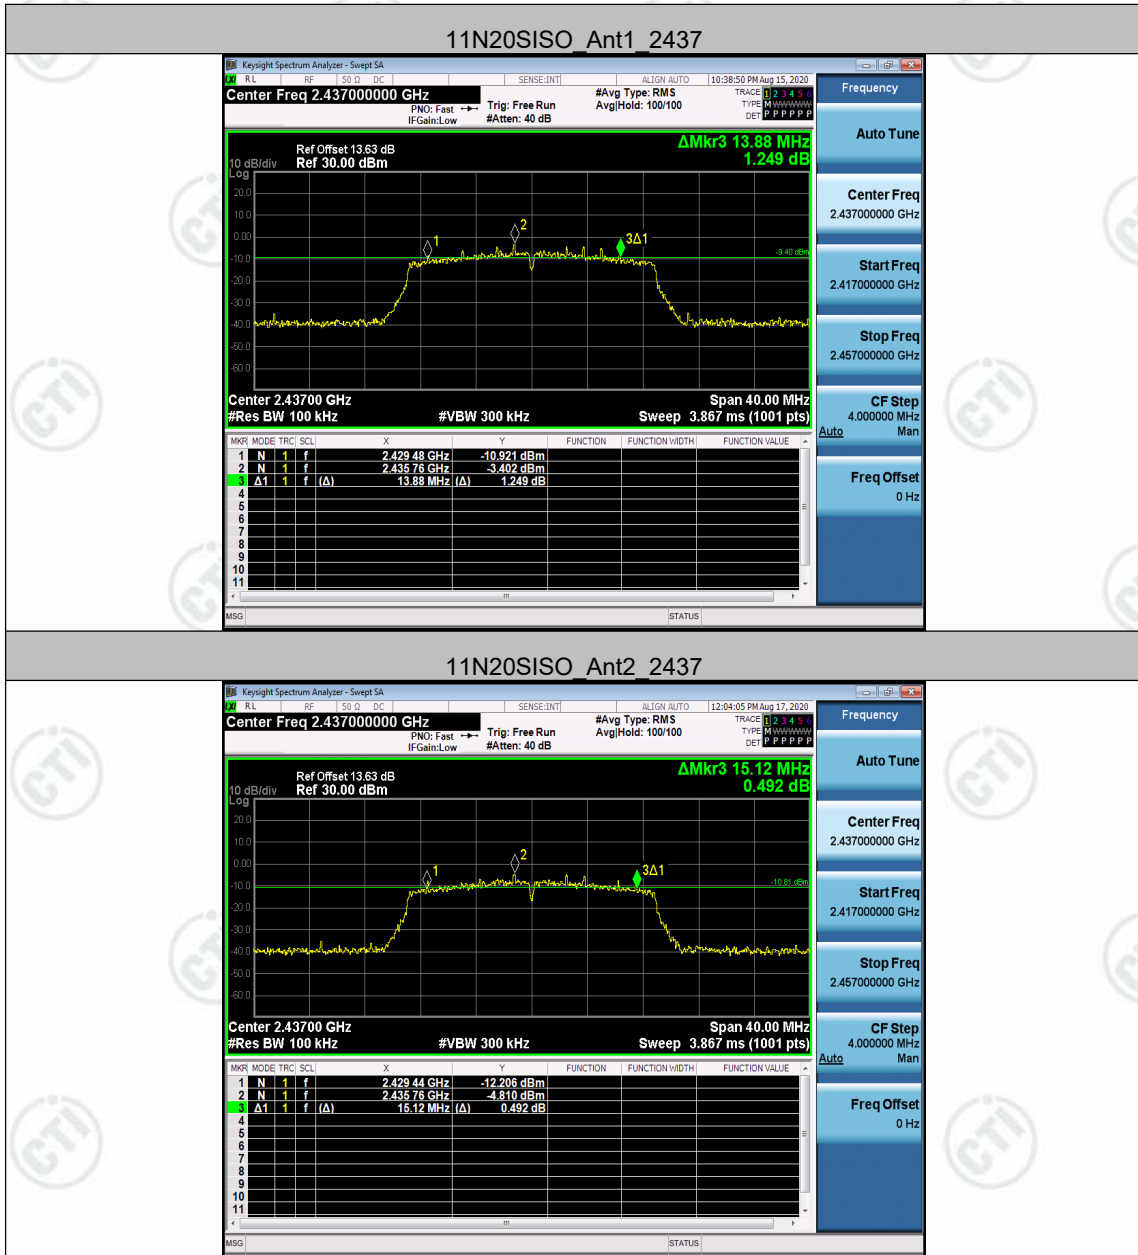 11N20SISO_Ant1_2437
Keysight Spectrum Analyzer - Swept SA
LXI RL RF 50 Ω DC SENSE:INT ALIGN AUTO 10:38:50 PM Aug 15, 2020
Center Freq 2.437000000 GHz #Avg Type: RMS TRACE 1 2 3 4 5 6
PNO: Fast Trig: Free Run Avg|Hold: 100/100 TYPE M WWWWW
IFGain:Low #Atten: 40 dB DET P P P P P P
Frequency
Auto Tune
Center Freq
2.437000000 GHz
Start Freq
2.417000000 GHz
Stop Freq
2.457000000 GHz
CF Step
4.000000 MHz
Auto Man
Freq Offset
0 Hz
ΔMkr3 13.88 MHz
1.249 dB
Ref Offset 13.63 dB
10 dB/div Ref 30.00 dBm
Log
20.0
10.0
0.00
-10.0
-20.0
-30.0
-40.0
-50.0
-60.0
1
2
3Δ1
-9.40 dBm
Center 2.43700 GHz Span 40.00 MHz
#Res BW 100 kHz #VBW 300 kHz Sweep 3.867 ms (1001 pts)
MKR MODE TRC SCL X Y FUNCTION FUNCTION WIDTH FUNCTION VALUE
1 N 1 f 2.429 48 GHz -10.921 dBm
2 N 1 f 2.435 76 GHz -3.402 dBm
3 Δ1 1 f (Δ) 13.88 MHz (Δ) 1.249 dB
4
5
6
7
8
9
10
11
MSG STATUS
11N20SISO_Ant2_2437
Keysight Spectrum Analyzer - Swept SA
LXI RL RF 50 Ω DC SENSE:INT ALIGN AUTO 12:04:05 PM Aug 17, 2020
Center Freq 2.437000000 GHz #Avg Type: RMS TRACE 1 2 3 4 5 6
PNO: Fast Trig: Free Run Avg|Hold: 100/100 TYPE M WWWWW
IFGain:Low #Atten: 40 dB DET P P P P P P
Frequency
Auto Tune
Center Freq
2.437000000 GHz
Start Freq
2.417000000 GHz
Stop Freq
2.457000000 GHz
CF Step
4.000000 MHz
Auto Man
Freq Offset
0 Hz
ΔMkr3 15.12 MHz
0.492 dB
Ref Offset 13.63 dB
10 dB/div Ref 30.00 dBm
Log
20.0
10.0
0.00
-10.0
-20.0
-30.0
-40.0
-50.0
-60.0
1
2
3Δ1
-10.81 dBm
Center 2.43700 GHz Span 40.00 MHz
#Res BW 100 kHz #VBW 300 kHz Sweep 3.867 ms (1001 pts)
MKR MODE TRC SCL X Y FUNCTION FUNCTION WIDTH FUNCTION VALUE
1 N 1 f 2.429 44 GHz -12.206 dBm
2 N 1 f 2.435 76 GHz -4.810 dBm
3 Δ1 1 f (Δ) 15.12 MHz (Δ) 0.492 dB
4
5
6
7
8
9
10
11
MSG STATUS
CTI